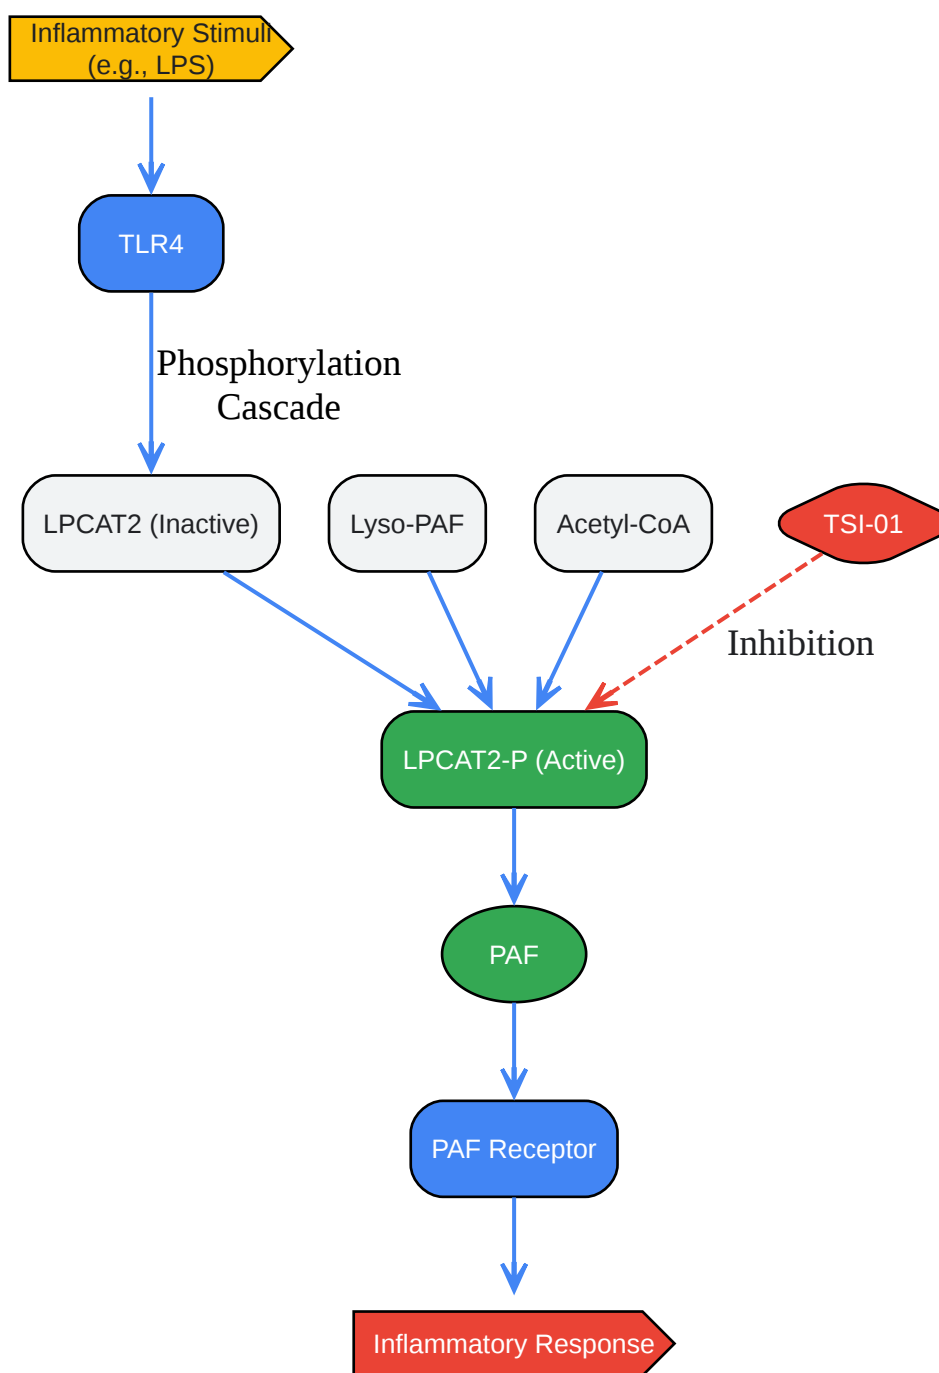 Inflammatory Stimuli
(e.g., LPS)
TLR4
Phosphorylation
Cascade
LPCAT2 (Inactive)
Lyso-PAF
Acetyl-CoA
TSI-01
Inhibition
LPCAT2-P (Active)
PAF
PAF Receptor
Inflammatory Response